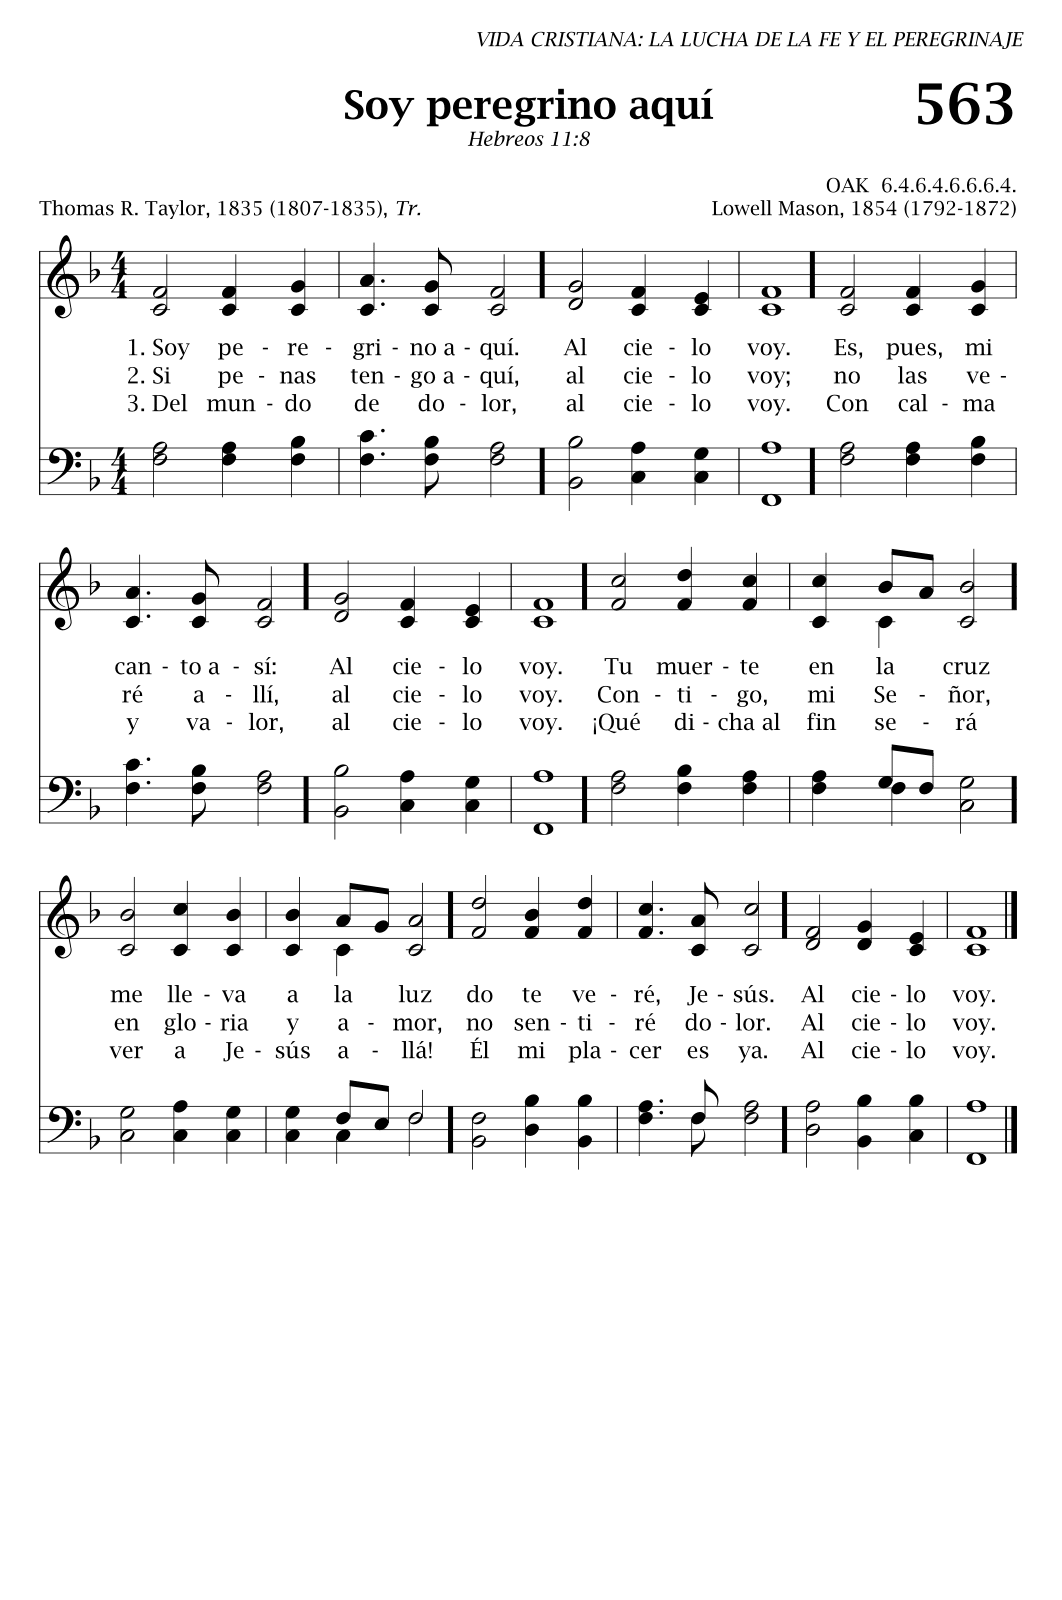 VIDA CRISTIANA: LA LUCHA DE LA FE Y EL PEREGRINAJE
Soy peregrino aquí 563
Hebreos 11:8
OAK 6.4.6.4.6.6.6.4.
Thomas R. Taylor, 1835 (1807-1835), Tr. Lowell Mason, 1854 (1792-1872)
4 4
1. Soy pe - re - gri - no a - quí. Al cie - lo voy. Es, pues, mi
2. Si pe - nas ten - go a - quí, al cie - lo voy; no las ve -
3. Del mun - do de do - lor, al cie - lo voy. Con cal - ma
4 4
can - to a - sí: Al cie - lo voy. Tu muer - te en la cruz
ré a - llí, al cie - lo voy. Con - ti - go, mi Se - ñor,
y va - lor, al cie - lo voy. ¡Qué di - cha al fin se - rá
me lle - va a la luz do te ve - ré, Je - sús. Al cie - lo voy.
en glo - ria y a - mor, no sen - ti - ré do - lor. Al cie - lo voy.
ver a Je - sús a - llá! Él mi pla - cer es ya. Al cie - lo voy.